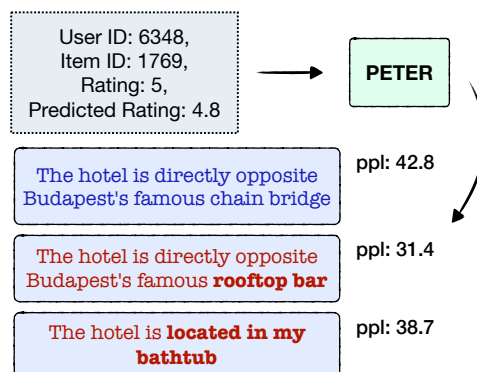 User ID: 6348,
Item ID: 1769,
Rating: 5,
Predicted Rating: 4.8
PETER
The hotel is directly opposite
Budapest's famous chain bridge
ppl: 42.8
The hotel is directly opposite
Budapest's famous rooftop bar
ppl: 31.4
The hotel is located in my
bathtub
ppl: 38.7